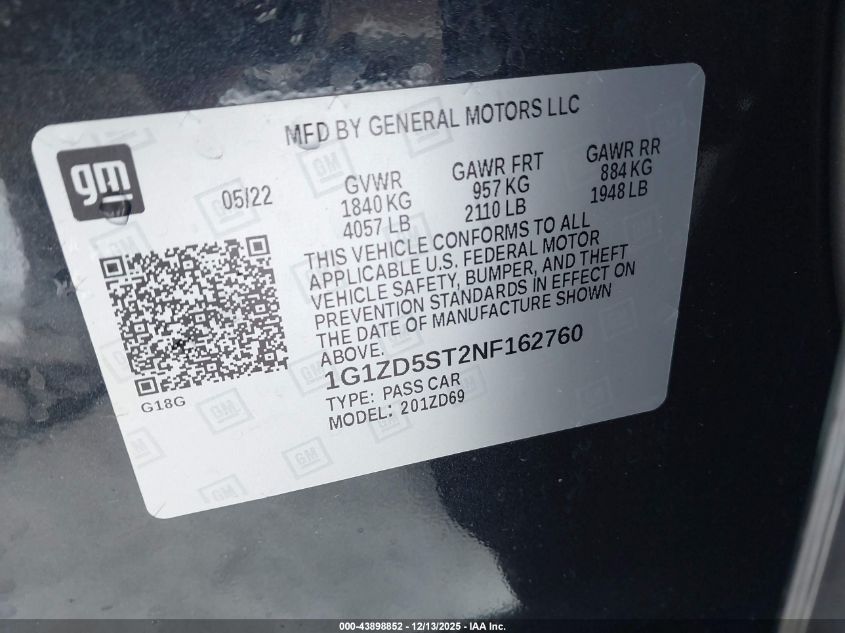 MFD BY GENERAL MOTORS LLC
gm
05/22
GVWR
1840 KG
4057 LB
GAWR FRT
957 KG
2110 LB
GAWR RR
884 KG
1948 LB
THIS VEHICLE CONFORMS TO ALL
APPLICABLE U.S. FEDERAL MOTOR
VEHICLE SAFETY, BUMPER, AND THEFT
PREVENTION STANDARDS IN EFFECT ON
THE DATE OF MANUFACTURE SHOWN
ABOVE.
1G1ZD5ST2NF162760
TYPE: PASS CAR
MODEL: 201ZD69
G18G
000-43898852 - 12/13/2025 - IAA Inc.